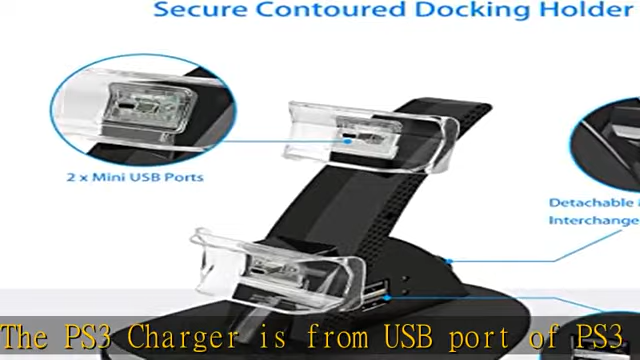 Secure Contoured Docking Holder
2 x Mini USB Ports
Detachable
Interchange
The PS3 Charger is from USB port of PS3